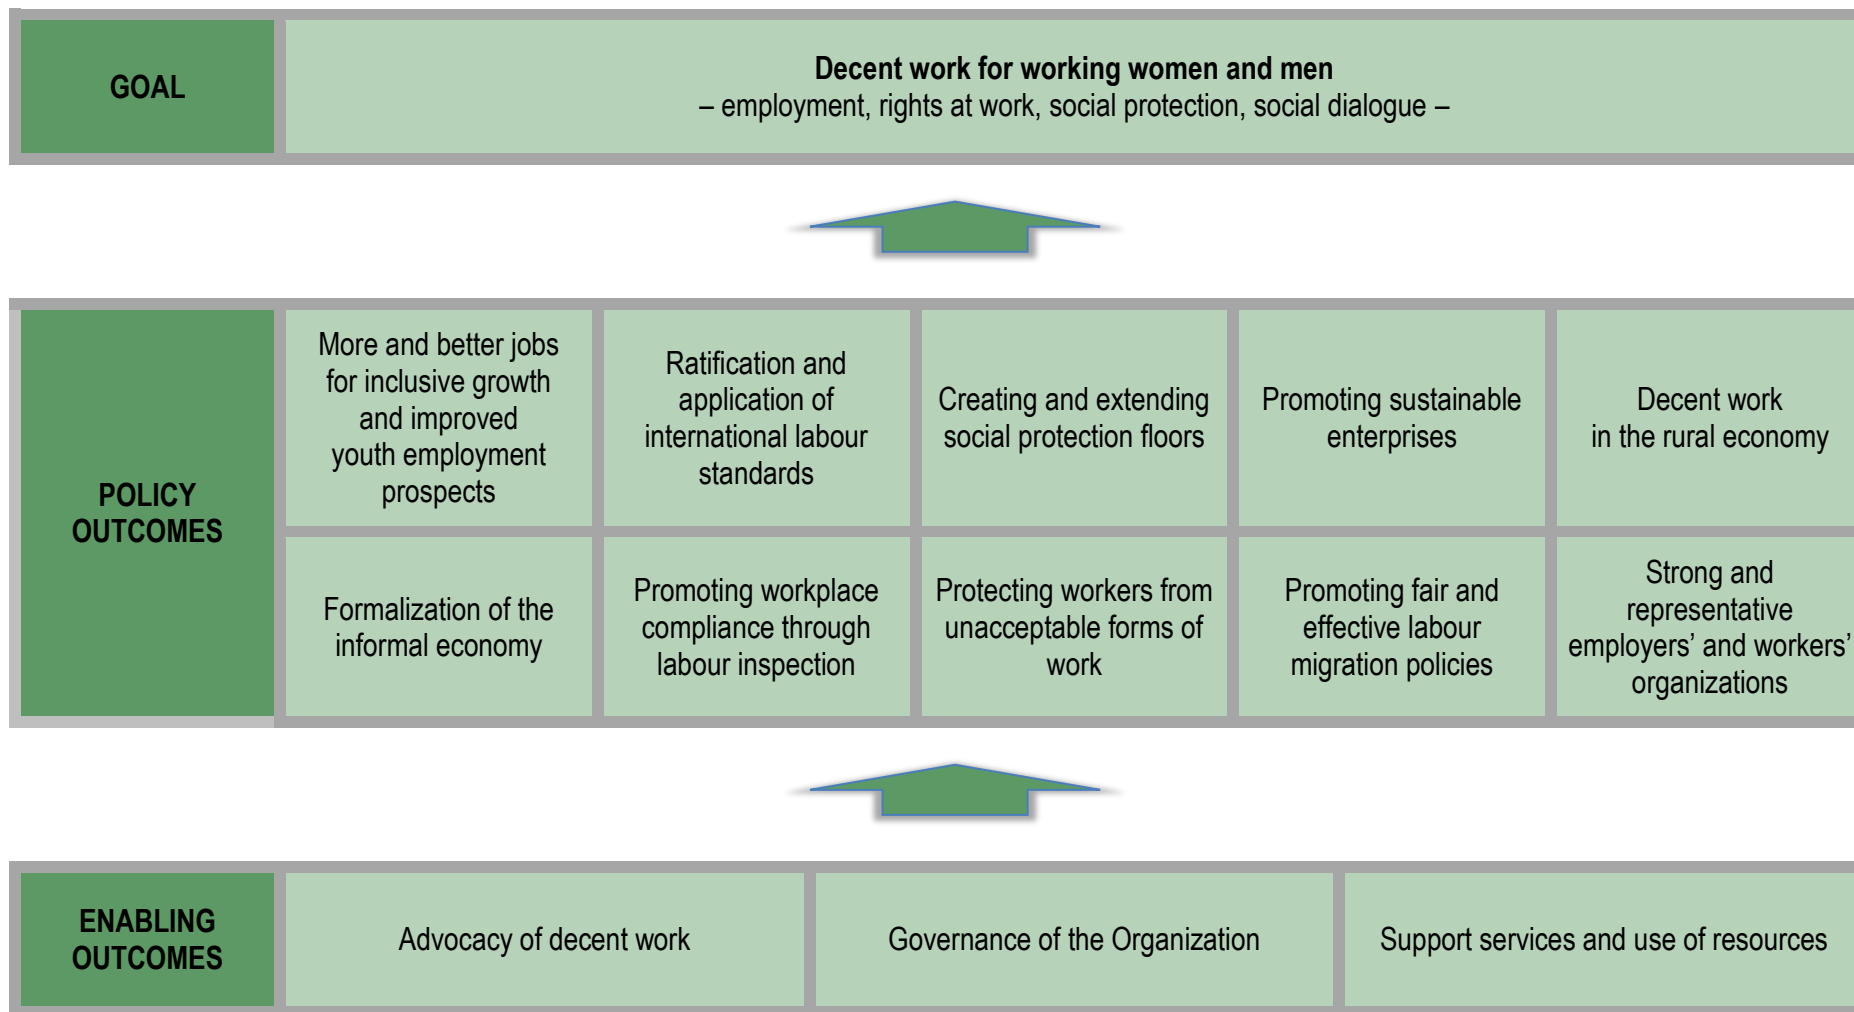 GOAL
Decent work for working women and men
– employment, rights at work, social protection, social dialogue –
POLICY
OUTCOMES
More and better jobs
for inclusive growth
and improved
youth employment
prospects
Ratification and
application of
international labour
standards
Creating and extending
social protection floors
Promoting sustainable
enterprises
Decent work
in the rural economy
Formalization of the
informal economy
Promoting workplace
compliance through
labour inspection
Protecting workers from
unacceptable forms of
work
Promoting fair and
effective labour
migration policies
Strong and
representative
employers’ and workers’
organizations
ENABLING
OUTCOMES
Advocacy of decent work
Governance of the Organization
Support services and use of resources